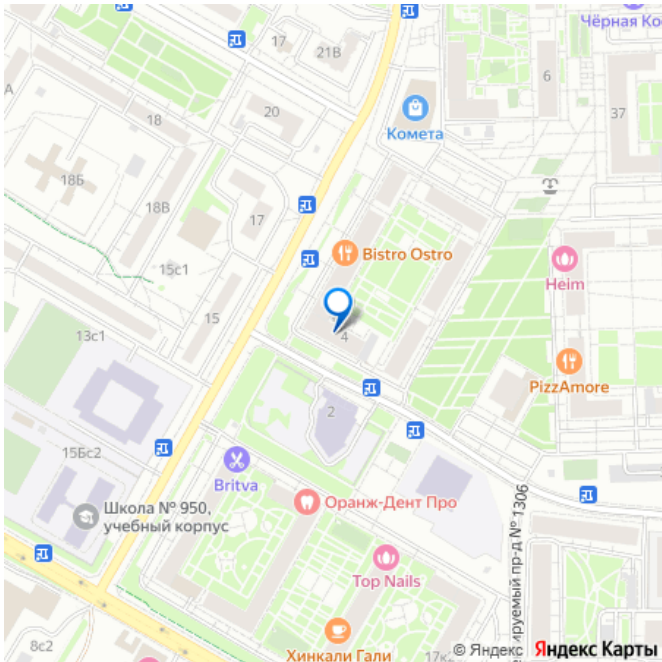 Чёрная Ко
17
21В
6
А
20
37
18
Комета
18Б
18В
17
Bistro Ostro
15с1
Heim
15
13с1
4
PizzAmore
2
15Бс2
Britva
Школа № 950,
учебный корпус
Оранж-Дент Про
ируемый пр-д № 1306
Top Nails
8с2
Хинкали Гали
17к
© Яндекс Яндекс Карты